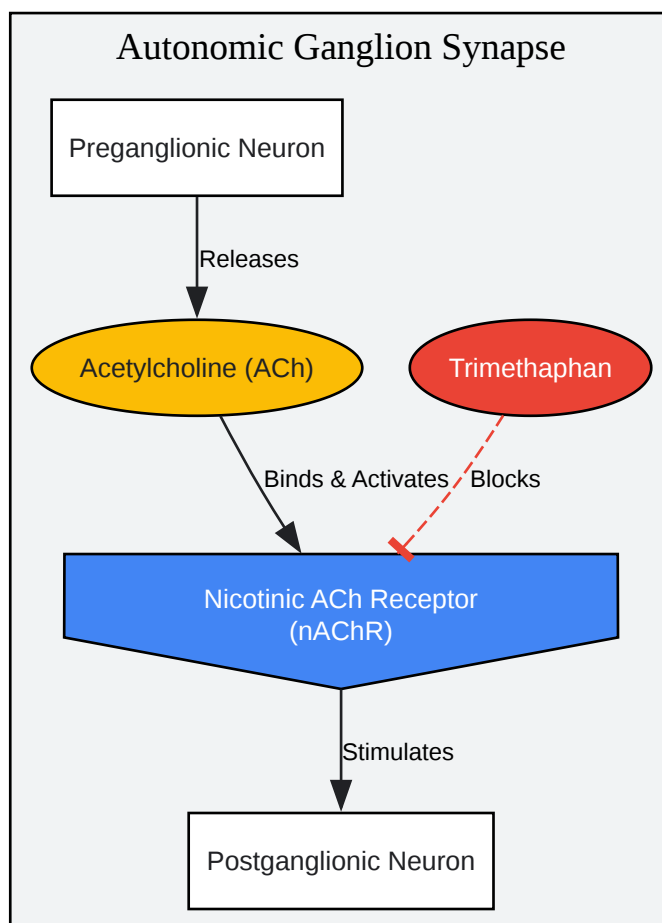 Autonomic Ganglion Synapse
Preganglionic Neuron
Releases
Acetylcholine (ACh)
Trimethaphan
Binds & Activates
Blocks
Nicotinic ACh Receptor
(nAChR)
Stimulates
Postganglionic Neuron